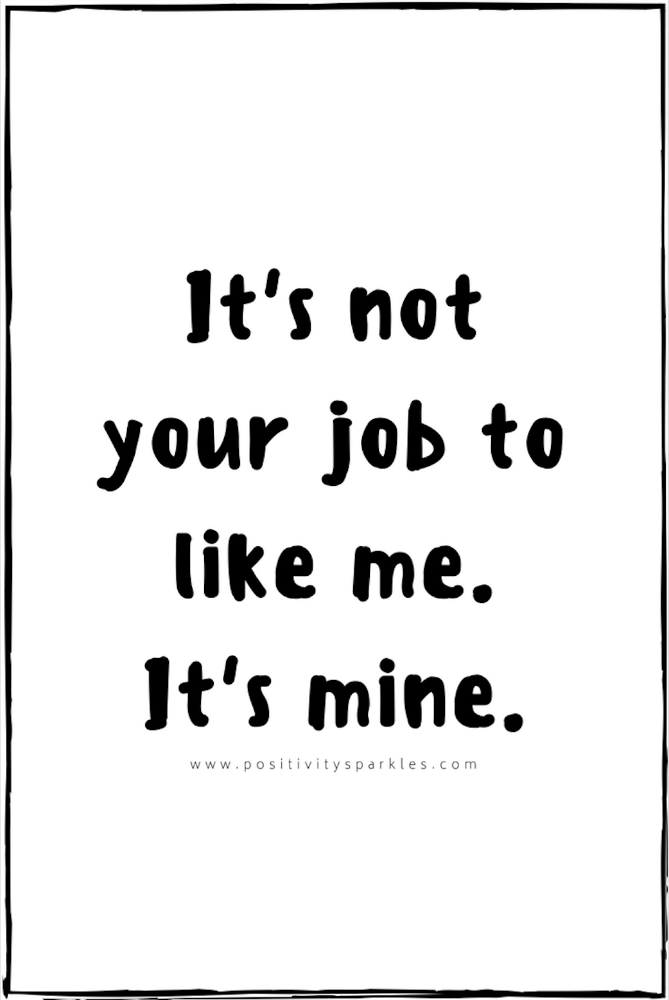 It's not
your job to
like me.
It's mine.
www.positivitysparkles.com